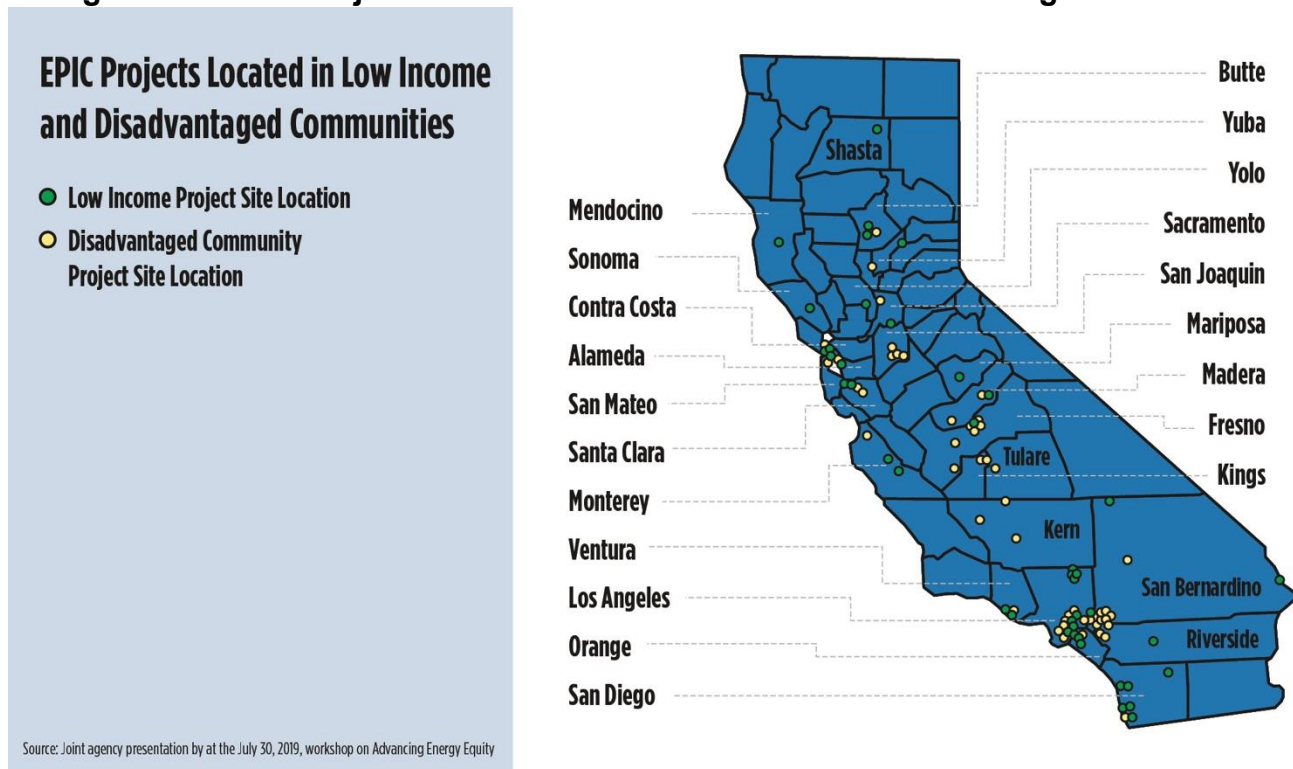 EPIC Projects Located in Low Income
and Disadvantaged Communities
Low Income Project Site Location
Disadvantaged Community
Project Site Location
Source: Joint agency presentation by at the July 30, 2019, workshop on Advancing Energy Equity
Mendocino
Sonoma
Contra Costa
Alameda
San Mateo
Santa Clara
Monterey
Ventura
Los Angeles
Orange
San Diego
Shasta
Tulare
Kern
San Bernardino
Riverside
Butte
Yuba
Yolo
Sacramento
San Joaquin
Mariposa
Madera
Fresno
Kings